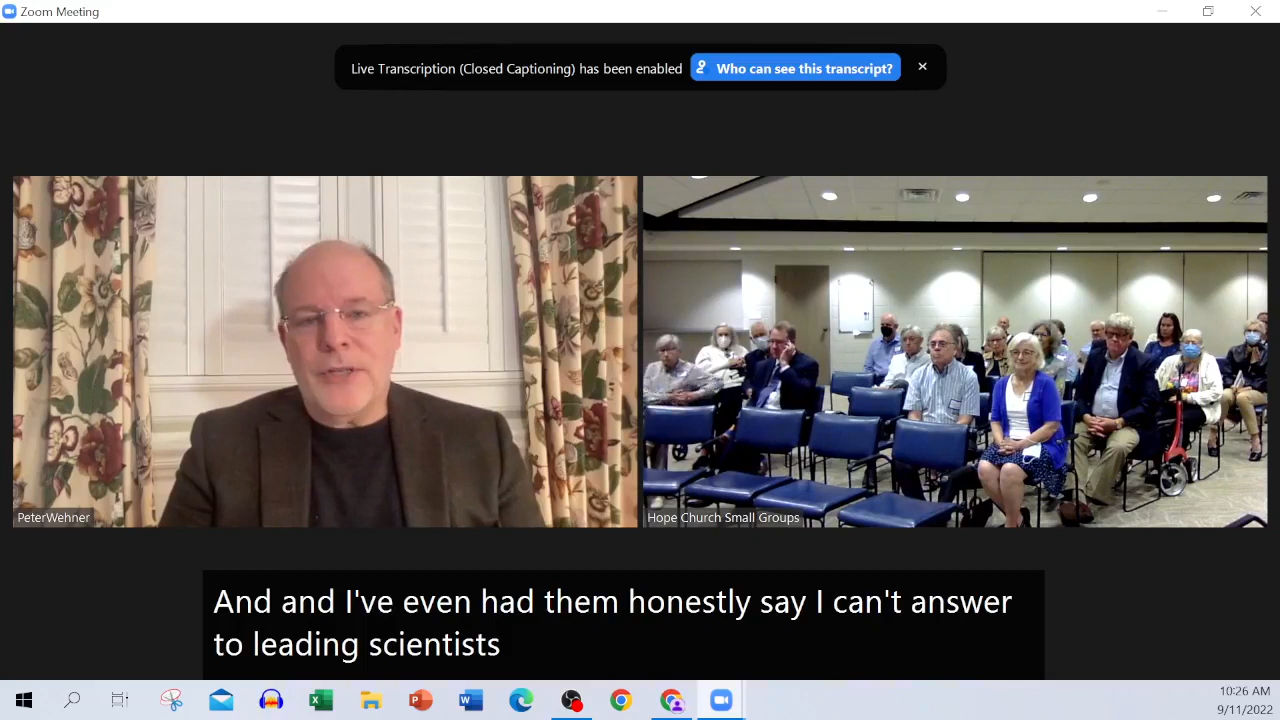 Zoom Meeting
Live Transcription (Closed Captioning) has been enabled
Who can see this transcript?
PeterWehner
Hope Church Small Groups
And and I've even had them honestly say I can't answer
to leading scientists
10:26 AM
9/11/2022